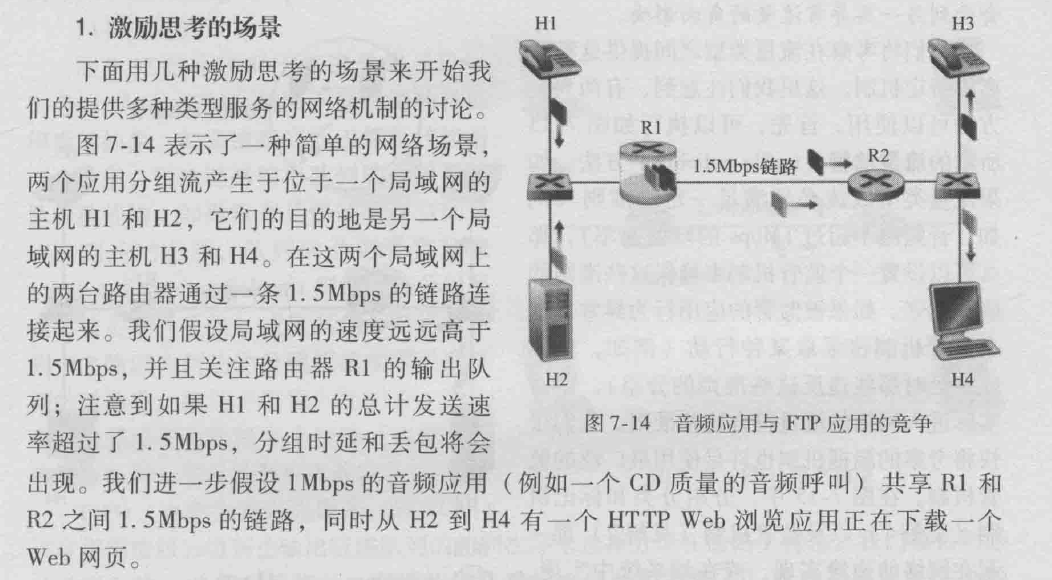 1. 激励思考的场景
下面用几种激励思考的场景来开始我
们的提供多种类型服务的网络机制的讨论。
图 7-14 表示了一种简单的网络场景，
两个应用分组流产生于位于一个局域网的
主机 H1 和 H2，它们的目的地是另一个局
域网的主机 H3 和 H4。在这两个局域网上
的两台路由器通过一条 1.5Mbps 的链路连
接起来。我们假设局域网的速度远远高于
1.5Mbps，并且关注路由器 R1 的输出队
列；注意到如果 H1 和 H2 的总计发送速
率超过了 1.5Mbps，分组时延和丢包将会
出现。我们进一步假设 1Mbps 的音频应用（例如一个 CD 质量的音频呼叫）共享 R1 和
R2 之间 1.5Mbps 的链路，同时从 H2 到 H4 有一个 HTTP Web 浏览应用正在下载一个
Web 网页。
H1
H3
R1
1.5Mbps链路
R2
H2
H4
图 7-14 音频应用与 FTP 应用的竞争